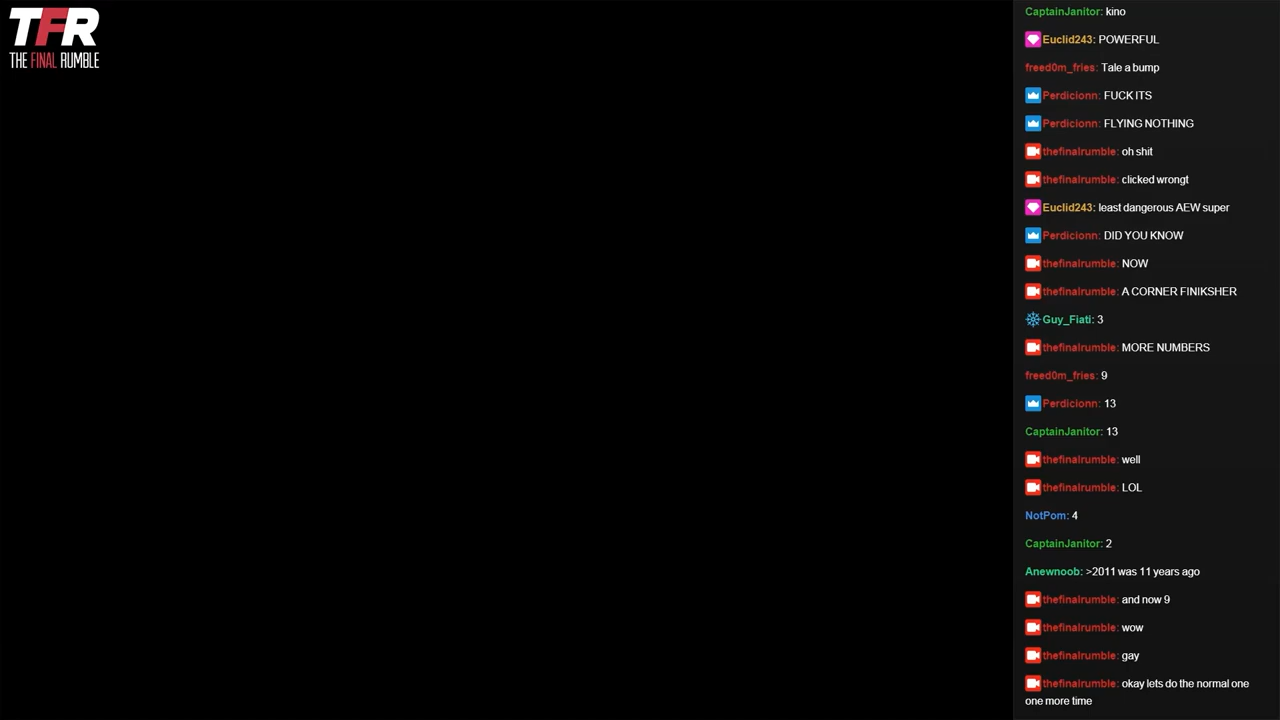 TFR
THE FINAL RUMBLE
CaptainJanitor: kino
Euclid243: POWERFUL
freed0m_fries: Tale a bump
Perdicionn: FUCK ITS
Perdicionn: FLYING NOTHING
thefinalrumble: oh shit
thefinalrumble: clicked wrongt
Euclid243: least dangerous AEW super
Perdicionn: DID YOU KNOW
thefinalrumble: NOW
thefinalrumble: A CORNER FINIKSHER
Guy_Fiati: 3
thefinalrumble: MORE NUMBERS
freed0m_fries: 9
Perdicionn: 13
CaptainJanitor: 13
thefinalrumble: well
thefinalrumble: LOL
NotPom: 4
CaptainJanitor: 2
Anewnoob: >2011 was 11 years ago
thefinalrumble: and now 9
thefinalrumble: wow
thefinalrumble: gay
thefinalrumble: okay lets do the normal one
one more time